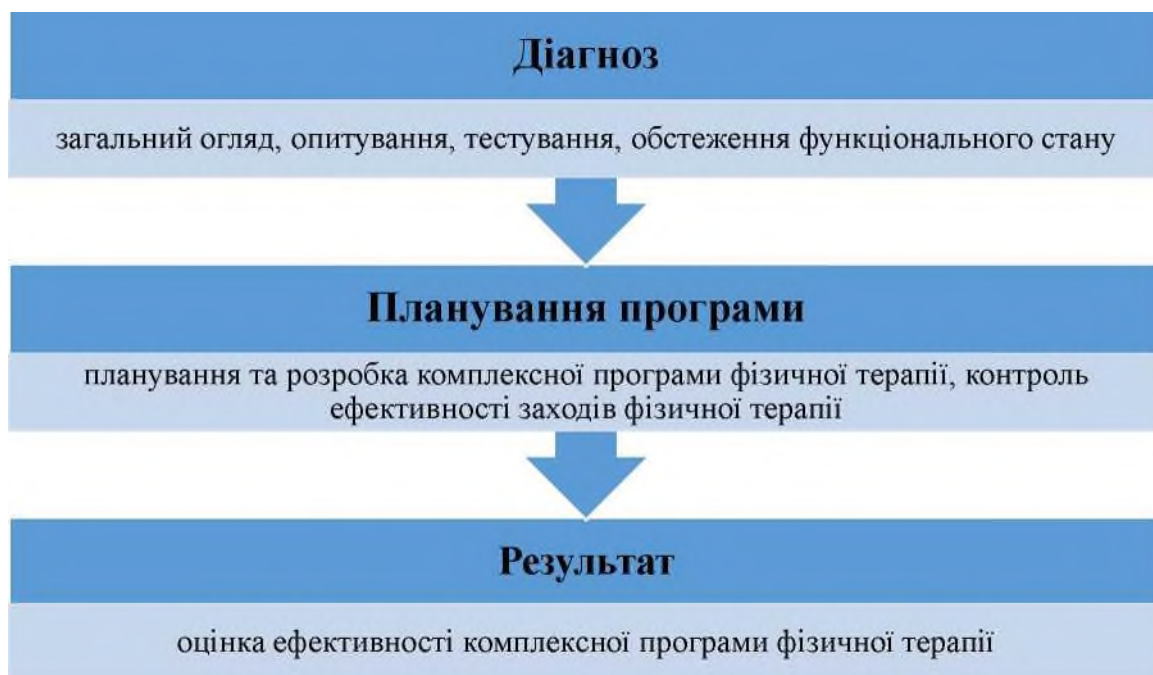 Діагноз
загальний огляд, опитування, тестування, обстеження функціонального стану
Планування програми
планування та розробка комплексної програми фізичної терапії, контроль
ефективності заходів фізичної терапії
Результат
оцінка ефективності комплексної програми фізичної терапії